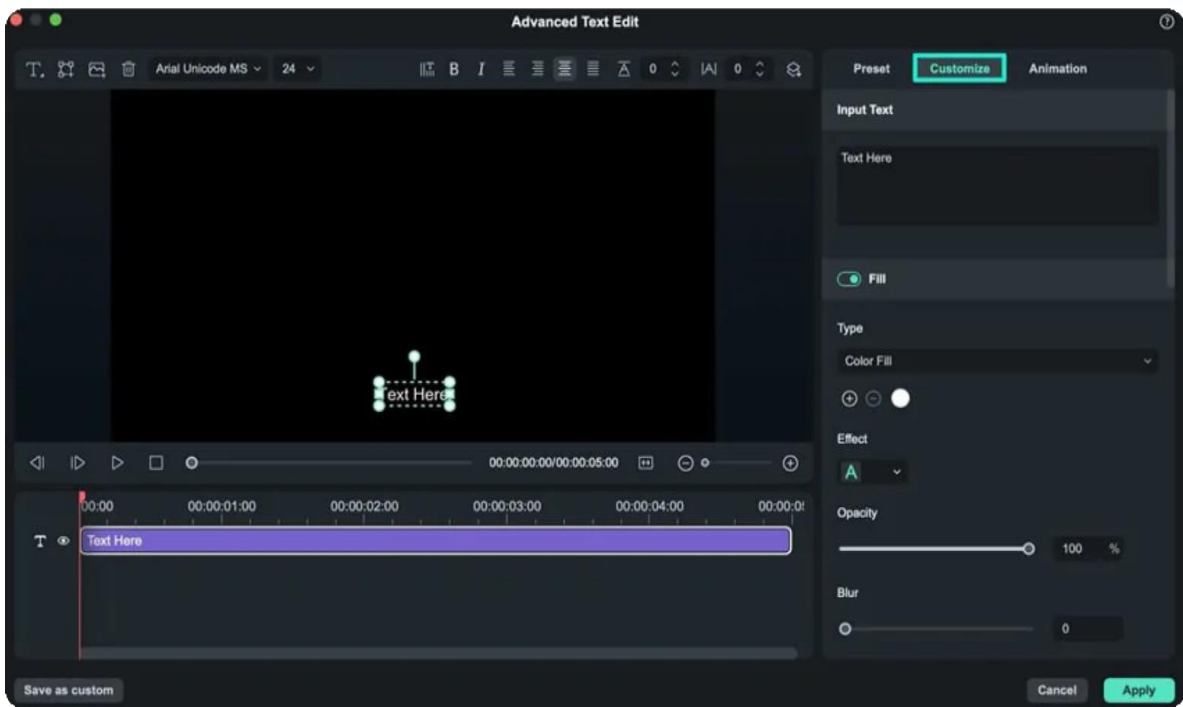 Advanced Text Edit
Arial Unicode MS 24 B I 0 |A| 0
Preset Customize Animation
Input Text
Text Here
Fill
Type
Color Fill
Text Here
Effect
A
00:00:00:00/00:00:05:00
Opacity
100 %
00:00 00:00:01:00 00:00:02:00 00:00:03:00 00:00:04:00 00:00:0
T Text Here
Blur
0
Save as custom
Cancel Apply